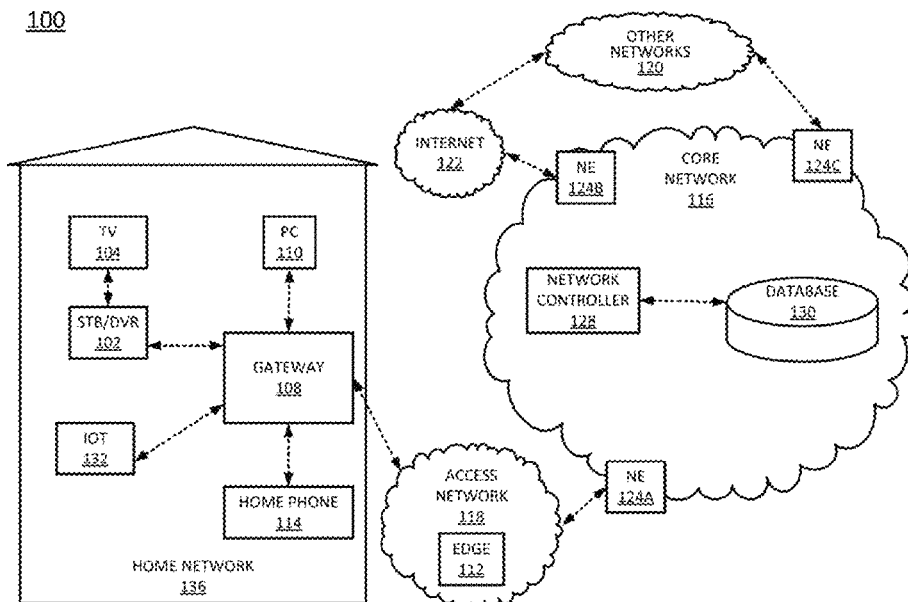 100
OTHER
NETWORKS
120
INTERNET
122
NE
124B
CORE
NETWORK
116
NE
124C
TV
104
PC
110
NETWORK
CONTROLLER
128
DATABASE
130
STB/DVR
102
GATEWAY
108
IOT
132
HOME PHONE
114
ACCESS
NETWORK
118
EDGE
112
NE
124A
HOME NETWORK
136